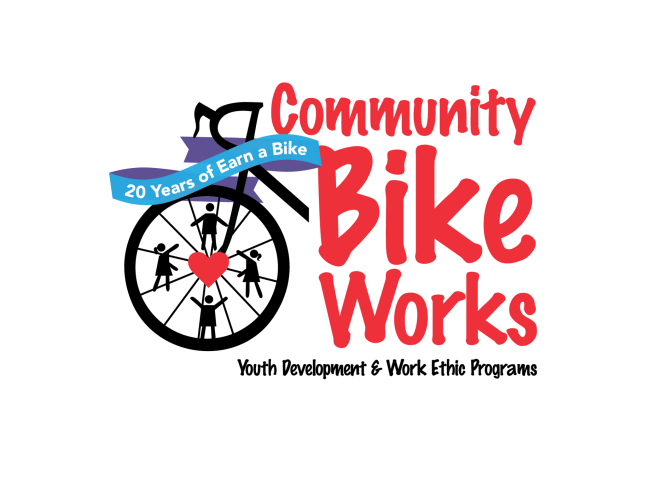 Community
20 Years of Earn a Bike
Bike
Works
Youth Development & Work Ethic Programs